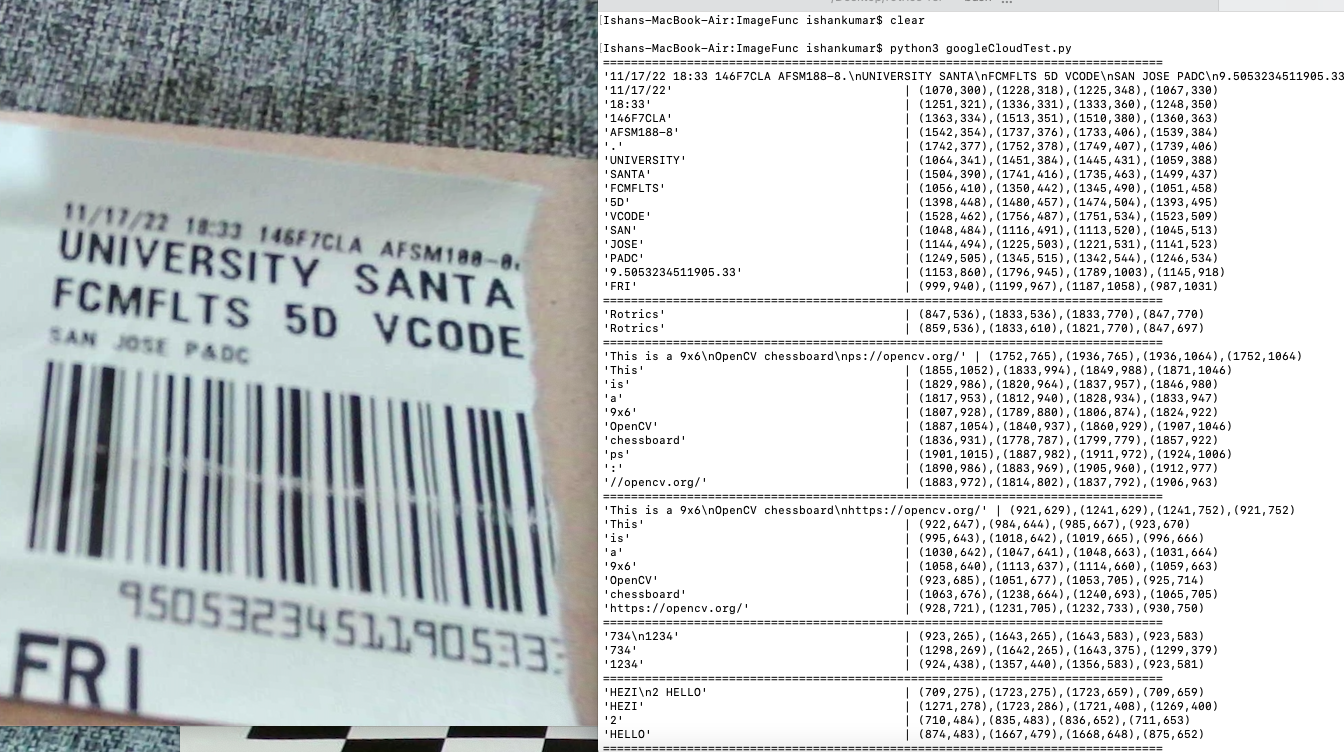 11/17/22 18:33 146F7CLA AFSM100-0
UNIVERSITY SANTA
FCMFLTS 5D VCODE
SAN JOSE P&DC
9505323451190533
FRI
[Ishans-MacBook-Air:ImageFunc ishankumar$ clear
[Ishans-MacBook-Air:ImageFunc ishankumar$ python3 googleCloudTest.py
================================================================================
'11/17/22 18:33 146F7CLA AFSM188-8.\nUNIVERSITY SANTA\nFCMFLTS 5D VCODE\nSAN JOSE PADC\n9.5053234511905.33
'11/17/22' | (1070,300),(1228,318),(1225,348),(1067,330)
'18:33' | (1251,321),(1336,331),(1333,360),(1248,350)
'146F7CLA' | (1363,334),(1513,351),(1510,380),(1360,363)
'AFSM188-8' | (1542,354),(1737,376),(1733,406),(1539,384)
'.' | (1742,377),(1752,378),(1749,407),(1739,406)
'UNIVERSITY' | (1064,341),(1451,384),(1445,431),(1059,388)
'SANTA' | (1504,390),(1741,416),(1735,463),(1499,437)
'FCMFLTS' | (1056,410),(1350,442),(1345,490),(1051,458)
'5D' | (1398,448),(1480,457),(1474,504),(1393,495)
'VCODE' | (1528,462),(1756,487),(1751,534),(1523,509)
'SAN' | (1048,484),(1116,491),(1113,520),(1045,513)
'JOSE' | (1144,494),(1225,503),(1221,531),(1141,523)
'PADC' | (1249,505),(1345,515),(1342,544),(1246,534)
'9.5053234511905.33' | (1153,860),(1796,945),(1789,1003),(1145,918)
'FRI' | (999,940),(1199,967),(1187,1058),(987,1031)
================================================================================
'Rotrics' | (847,536),(1833,536),(1833,770),(847,770)
'Rotrics' | (859,536),(1833,610),(1821,770),(847,697)
================================================================================
'This is a 9x6\nOpenCV chessboard\nps://opencv.org/' | (1752,765),(1936,765),(1936,1064),(1752,1064)
'This' | (1855,1052),(1833,994),(1849,988),(1871,1046)
'is' | (1829,986),(1820,964),(1837,957),(1846,980)
'a' | (1817,953),(1812,940),(1828,934),(1833,947)
'9x6' | (1807,928),(1789,880),(1806,874),(1824,922)
'OpenCV' | (1887,1054),(1840,937),(1860,929),(1907,1046)
'chessboard' | (1836,931),(1778,787),(1799,779),(1857,922)
'ps' | (1901,1015),(1887,982),(1911,972),(1924,1006)
':' | (1890,986),(1883,969),(1905,960),(1912,977)
'//opencv.org/' | (1883,972),(1814,802),(1837,792),(1906,963)
================================================================================
'This is a 9x6\nOpenCV chessboard\nhttps://opencv.org/' | (921,629),(1241,629),(1241,752),(921,752)
'This' | (922,647),(984,644),(985,667),(923,670)
'is' | (995,643),(1018,642),(1019,665),(996,666)
'a' | (1030,642),(1047,641),(1048,663),(1031,664)
'9x6' | (1058,640),(1113,637),(1114,660),(1059,663)
'OpenCV' | (923,685),(1051,677),(1053,705),(925,714)
'chessboard' | (1063,676),(1238,664),(1240,693),(1065,705)
'https://opencv.org/' | (928,721),(1231,705),(1232,733),(930,750)
================================================================================
'734\n1234' | (923,265),(1643,265),(1643,583),(923,583)
'734' | (1298,269),(1642,265),(1643,375),(1299,379)
'1234' | (924,438),(1357,440),(1356,583),(923,581)
================================================================================
'HEZI\n2 HELLO' | (709,275),(1723,275),(1723,659),(709,659)
'HEZI' | (1271,278),(1723,286),(1721,408),(1269,400)
'2' | (710,484),(835,483),(836,652),(711,653)
'HELLO' | (874,483),(1667,479),(1668,648),(875,652)
================================================================================